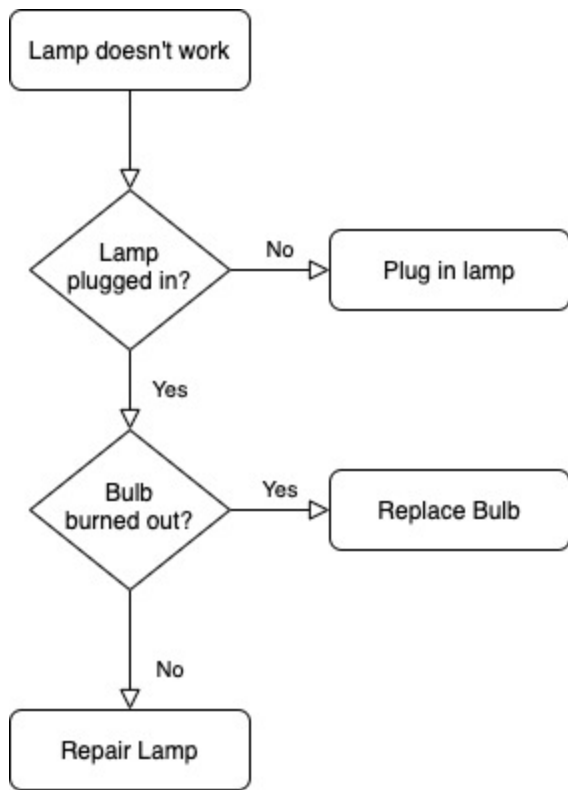 Lamp doesn't work
Lamp
plugged in?
No
Plug in lamp
Yes
Bulb
burned out?
Yes
Replace Bulb
No
Repair Lamp